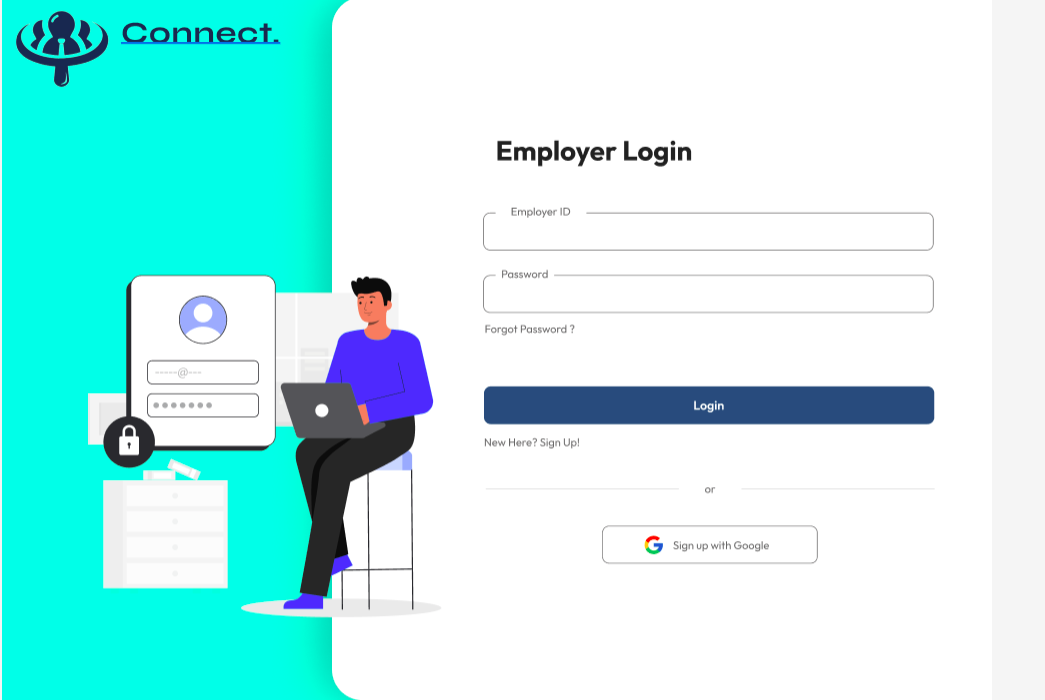 Connect.
Employer Login
Employer ID
Password
Forgot Password ?
Login
New Here? Sign Up!
or
Sign up with Google
-----@---